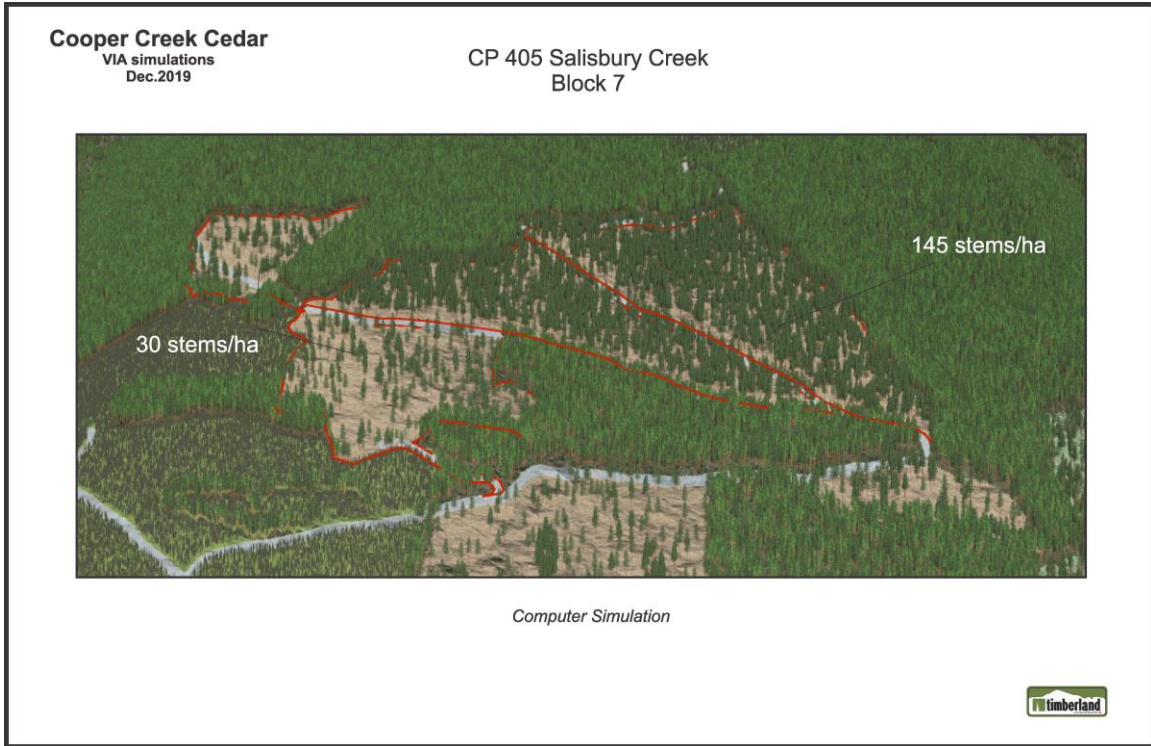 Cooper Creek Cedar
VIA simulations
Dec.2019
CP 405 Salisbury Creek
Block 7
145 stems/ha
30 stems/ha
Computer Simulation
timberland